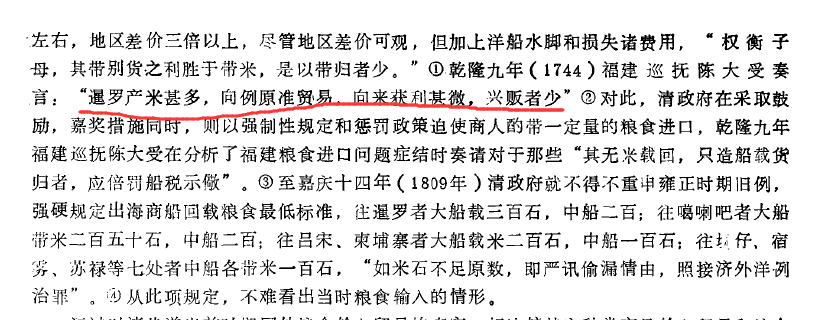 左右，地区差价三倍以上，尽管地区差价可观，但加上洋船水脚和损失诸费用，“权衡子
母，其带别货之利胜于带米，是以带归者少。”①乾隆九年(1744)福建巡抚陈大受奏
言：“暹罗产米甚多，向例原准贸易，向来获利甚微，兴贩者少”②对此，清政府在采取鼓
励，嘉奖措施同时，则以强制性规定和惩罚政策迫使商人酌带一定量的粮食进口，乾隆九年
福建巡抚陈大受在分析了福建粮食进口问题症结时奏请对于那些“其无米载回，只造船载货
归者，应倍罚船税示儆”。③至嘉庆十四年(1809年)清政府就不得不重申雍正时期旧例，
强硬规定出海商船回载粮食最低标准，往暹罗者大船载三百石，中船二百；往噶喇吧者大船
带米二百五十石，中船二百；往吕宋、柬埔寨者大船载米二百石，中船一百石；往 仔、宿
雾、苏禄等七处者中船各带米一百石，“如米石不足原数，即严讯偷漏情由，照接济外洋例
治罪”。④从此项规定，不难看出当时粮食输入的情形。